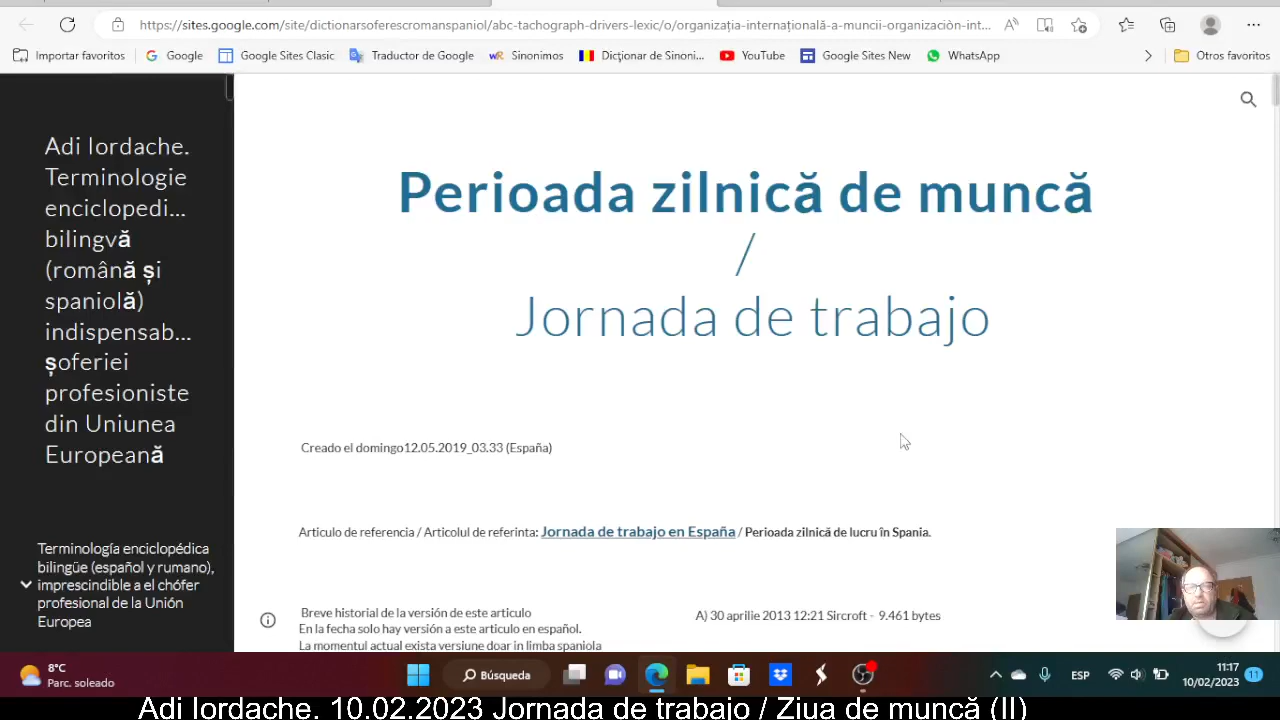 https://sites.google.com/site/dictionarsoferescromanspaniol/abc-tachograph-drivers-lexic/o/organizația-internațională-a-muncii-organización-int...
Importar favoritos
Google
Google Sites Clasic
Traductor de Google
Sinonimos
Dicționar de Sinoni...
YouTube
Google Sites New
WhatsApp
Otros favoritos
Adi Iordache.
Terminologie
enciclopedi...
bilingvă
(română și
spaniolă)
indispensab...
șoferiei
profesioniste
din Uniunea
Europeană
Terminología enciclopédica
bilingüe (español y rumano),
imprescindible a el chófer
profesional de la Unión
Europea
Perioada zilnică de muncă
/
Jornada de trabajo
Creado el domingo12.05.2019_03.33 (España)
Articulo de referencia / Articolul de referinta: Jornada de trabajo en España / Perioada zilnică de lucru în Spania.
Breve historial de la versión de este articulo
En la fecha solo hay versión a este articulo en español.
La momentul actual exista versiune doar in limba spaniola
A) 30 aprilie 2013 12:21 Sircroft - 9.461 bytes
8°C
Parc. soleado
Búsqueda
ESP
11:17
10/02/2023
11
Adi Iordache. 10.02.2023 Jornada de trabajo / Ziua de muncă (II)